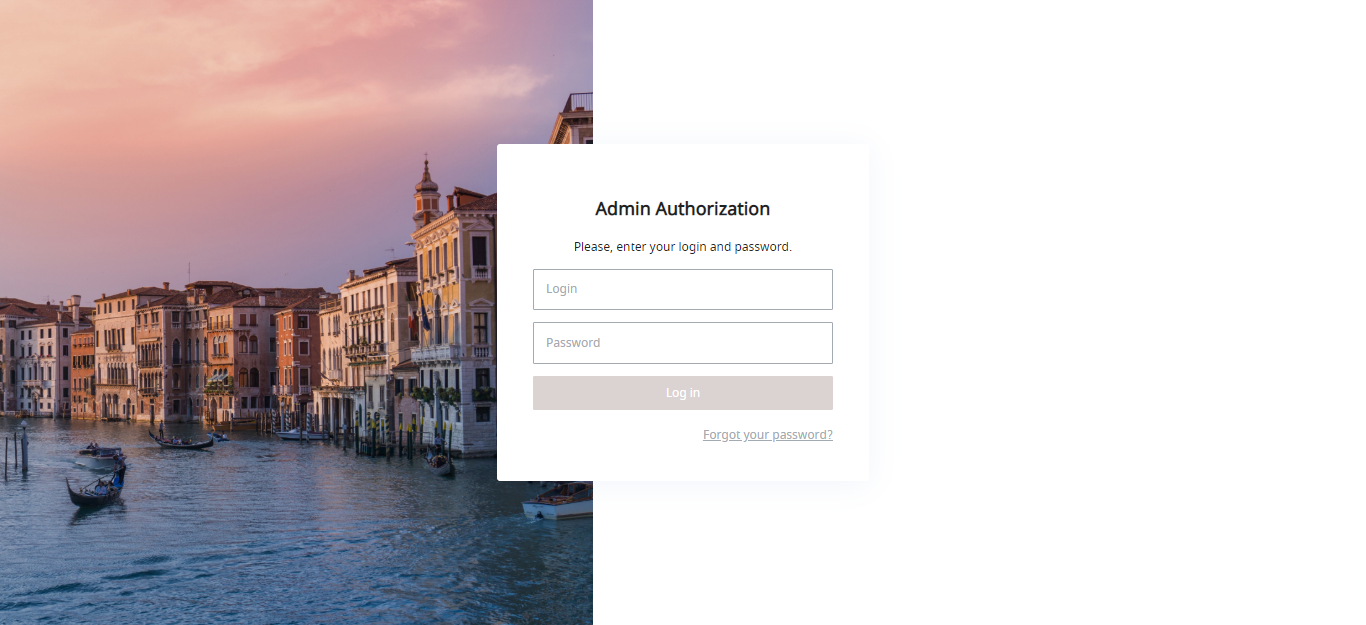 Admin Authorization
Please, enter your login and password.
Login
Password
Log in
Forgot your password?